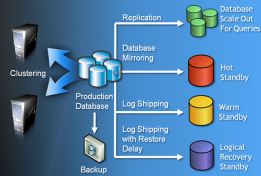 Replication
Database
Scale Out
For Queries
Clustering
Database
Mirroring
Hot
Standby
Production
Database
Log Shipping
Warm
Standby
Log Shipping
with Restore
Delay
Logical
Recovery
Standby
Backup